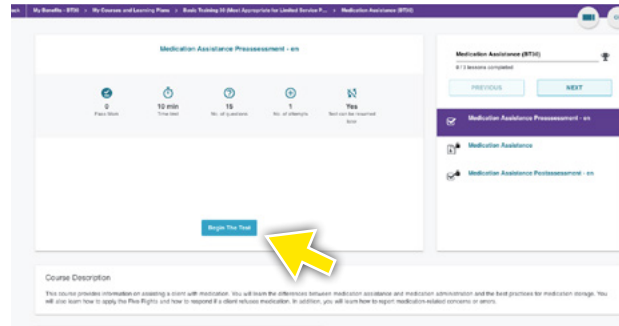 My Benefits - BT30 > My Courses and Learning Plans > Basic Training 30 (Most Appropriate for Limited Service P... > Medication Assistance (BT30)
Medication Assistance Preassessment - en
0
Pass Mark
10 min
Time limit
15
No. of questions
1
No. of attempts
Yes
Test can be resumed
later
Begin The Test
Medication Assistance (BT30)
0 / 3 lessons completed
PREVIOUS
NEXT
Medication Assistance Preassessment - en
Medication Assistance
Medication Assistance Postassessment - en
Course Description
This course provides information on assisting a client with medication. You will learn the differences between medication assistance and medication administration and the best practices for medication storage. You
will also learn how to apply the Five Rights and how to respond if a client refuses medication. In addition, you will learn how to report medication-related concerns or errors.